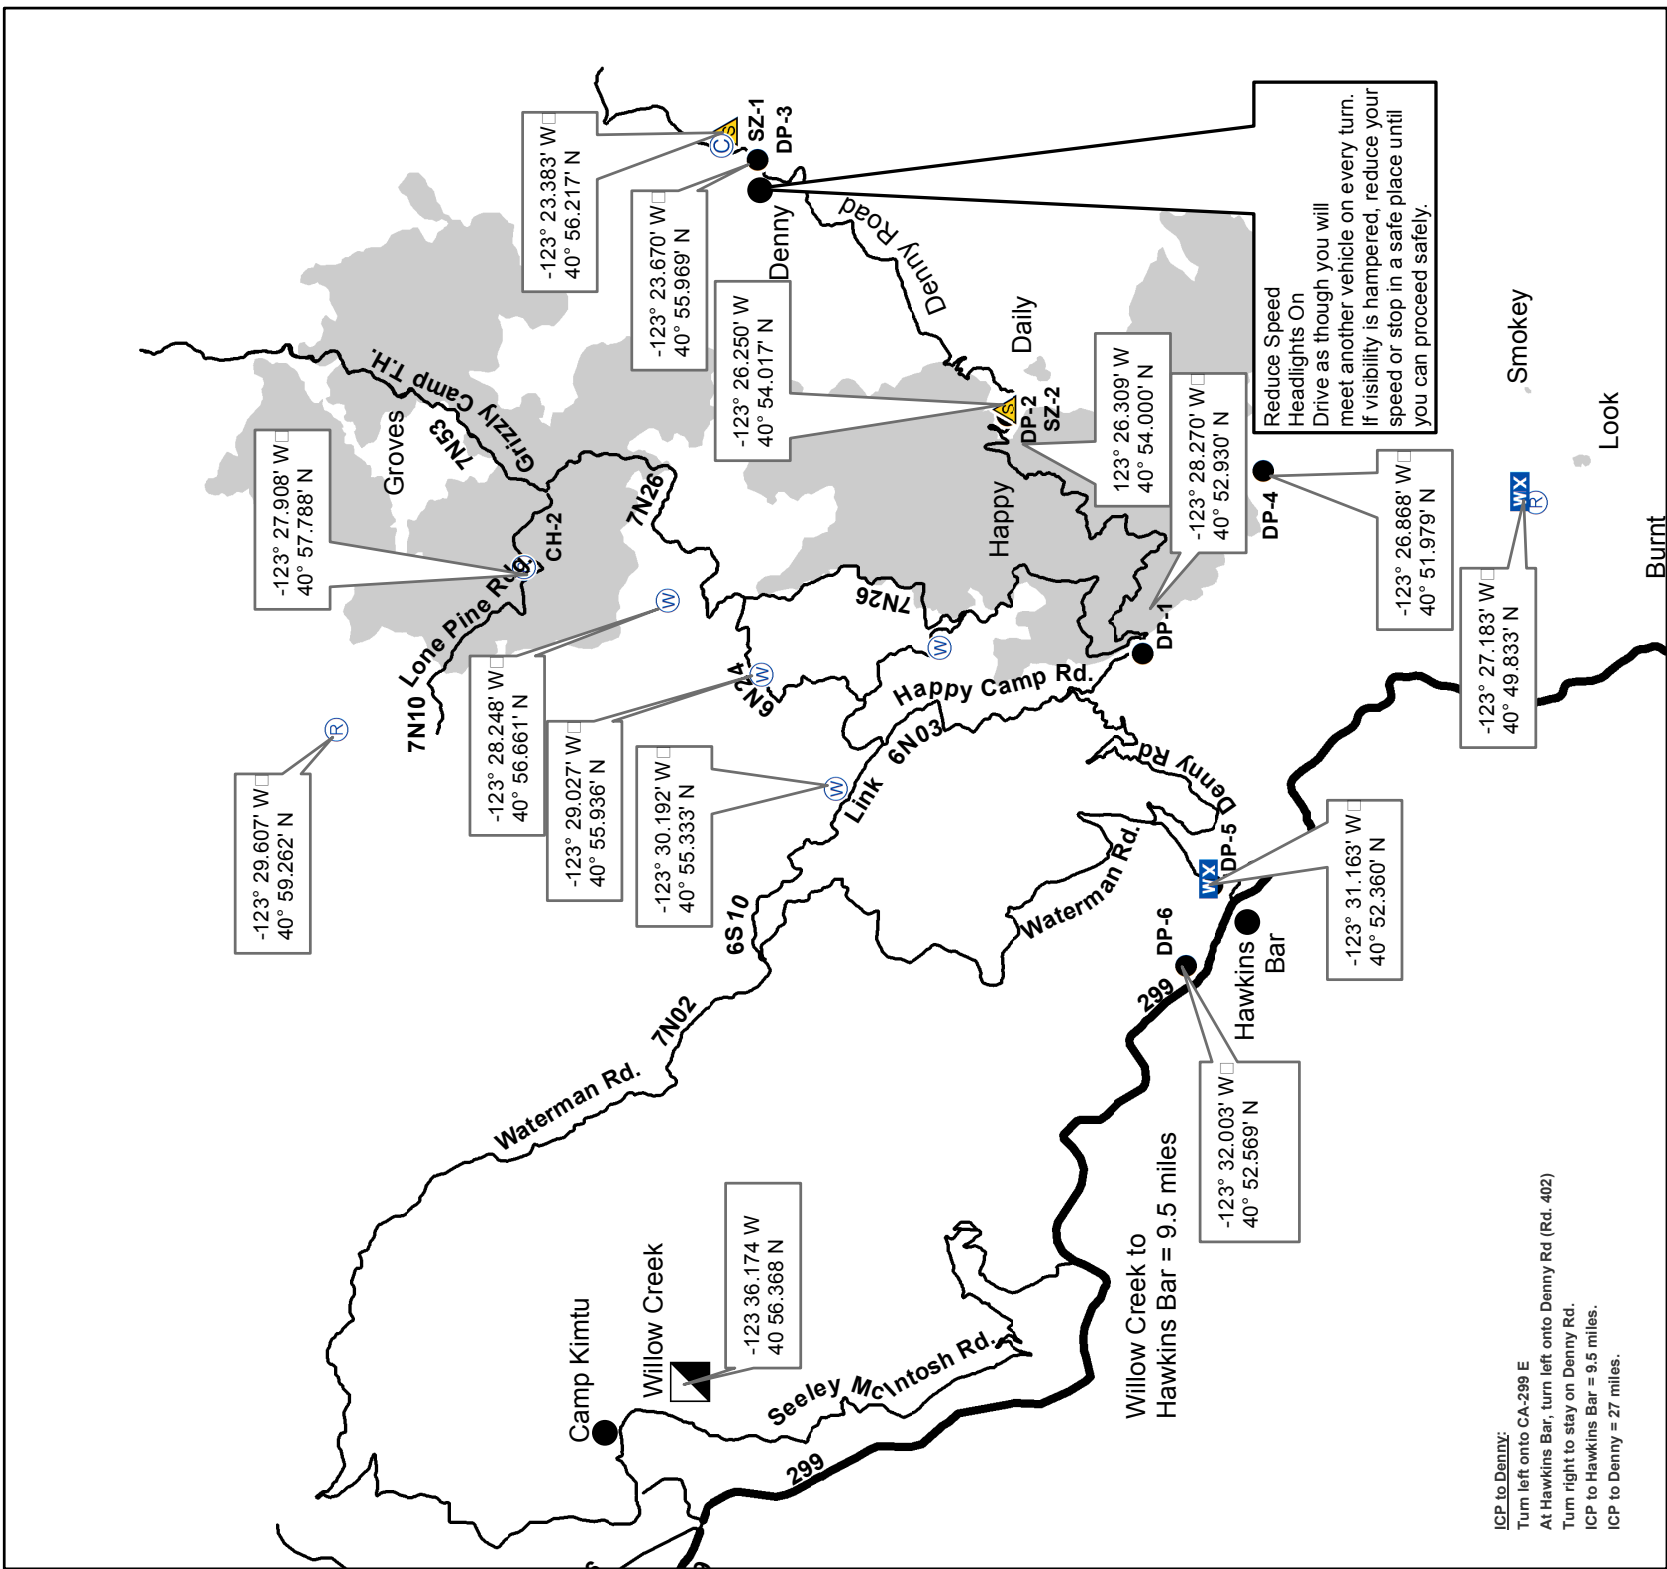 -123° 23.383' W
40° 56.217' N
SZ-1
DP-3
-123° 23.670' W
40° 55.969' N
Denny
Denny Road
-123° 26.250' W
40° 54.017' N
Daily
DP-2
SZ-2
123° 26.309' W
40° 54.000' N
-123° 28.270' W
40° 52.930' N
Reduce Speed
Headlights On
Drive as though you will
meet another vehicle on every turn.
If visibility is hampered, reduce your
speed or stop in a safe place until
you can proceed safely.
Smokey
Look
Burnt
WX
R
-123° 27.183' W
40° 49.833' N
DP-4
-123° 26.868' W
40° 51.979' N
Grizzly Camp T.H.
7N53
Groves
-123° 27.908' W
40° 57.788' N
CH-2
Lone Pine Rdg.
7N10
7N26
Happy
7N26
DP-1
Happy Camp Rd.
R
-123° 29.607' W
40° 59.262' N
W
-123° 28.248' W
40° 56.661' N
6N24
W
-123° 29.027' W
40° 55.936' N
W
W
-123° 30.192' W
40° 55.333' N
Link
6N03
Denny Rd
DP-5
WX
-123° 31.163' W
40° 52.360' N
Waterman Rd.
6S10
DP-6
299
Hawkins
Bar
-123° 32.003' W
40° 52.569' N
7N02
Waterman Rd.
Willow Creek to
Hawkins Bar = 9.5 miles
Willow Creek
-123 36.174 W
40 56.368 N
Camp Kimtu
Seeley McIntosh Rd.
299
C
S
S
ICP to Denny:
Turn left onto CA-299 E
At Hawkins Bar, turn left onto Denny Rd (Rd. 402)
Turn right to stay on Denny Rd.
ICP to Hawkins Bar = 9.5 miles.
ICP to Denny = 27 miles.